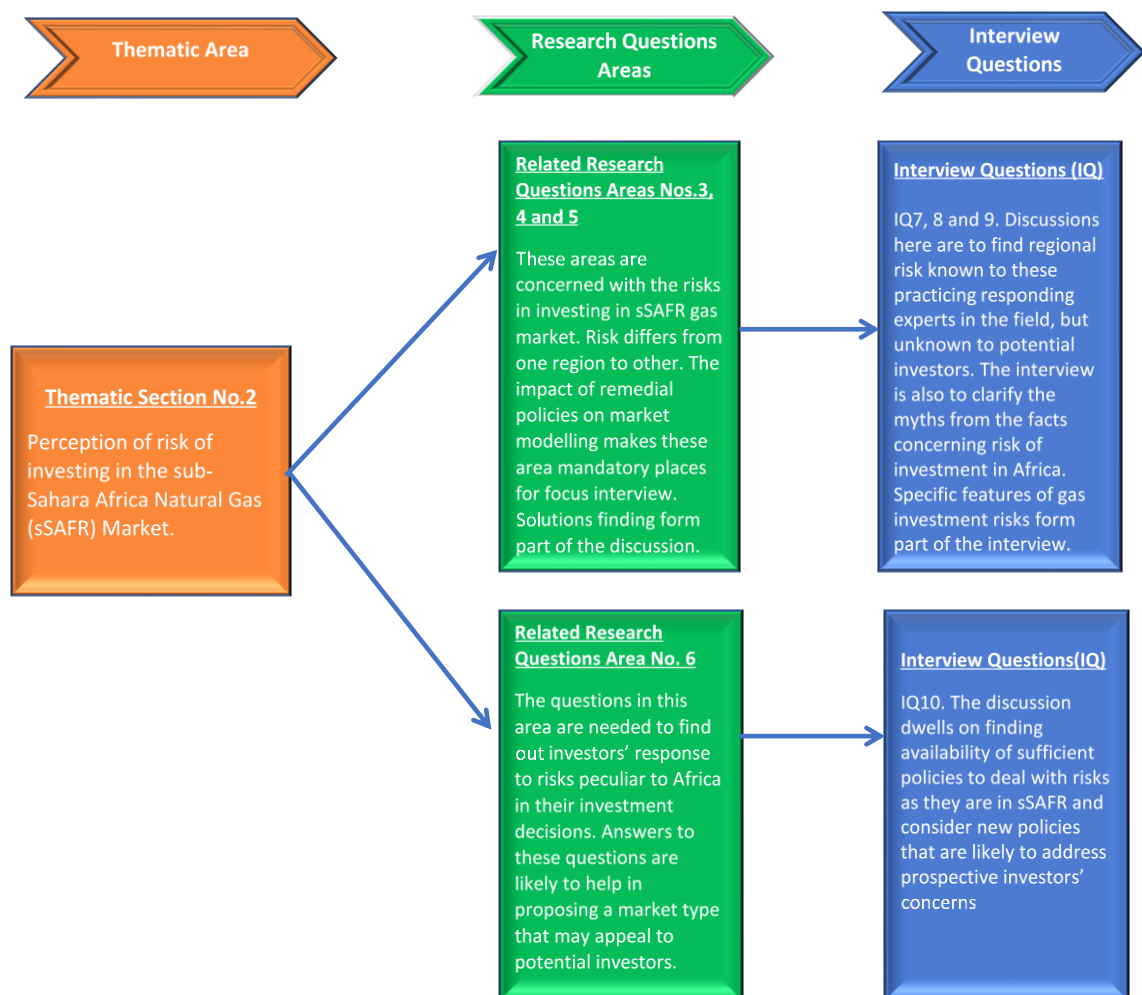 Thematic Area
Research Questions
Areas
Interview
Questions
Thematic Section No.2
Perception of risk of
investing in the sub-
Sahara Africa Natural Gas
(sSAFR) Market.
Related Research
Questions Areas Nos.3,
4 and 5
These areas are
concerned with the risks
in investing in sSAFR gas
market. Risk differs from
one region to other. The
impact of remedial
policies on market
modelling makes these
area mandatory places
for focus interview.
Solutions finding form
part of the discussion.
Interview Questions (IQ)
IQ7, 8 and 9. Discussions
here are to find regional
risk known to these
practicing responding
experts in the field, but
unknown to potential
investors. The interview
is also to clarify the
myths from the facts
concerning risk of
investment in Africa.
Specific features of gas
investment risks form
part of the interview.
Related Research
Questions Area No. 6
The questions in this
area are needed to find
out investors’ response
to risks peculiar to Africa
in their investment
decisions. Answers to
these questions are
likely to help in
proposing a market type
that may appeal to
potential investors.
Interview Questions(IQ)
IQ10. The discussion
dwells on finding
availability of sufficient
policies to deal with risks
as they are in sSAFR and
consider new policies
that are likely to address
prospective investors’
concerns